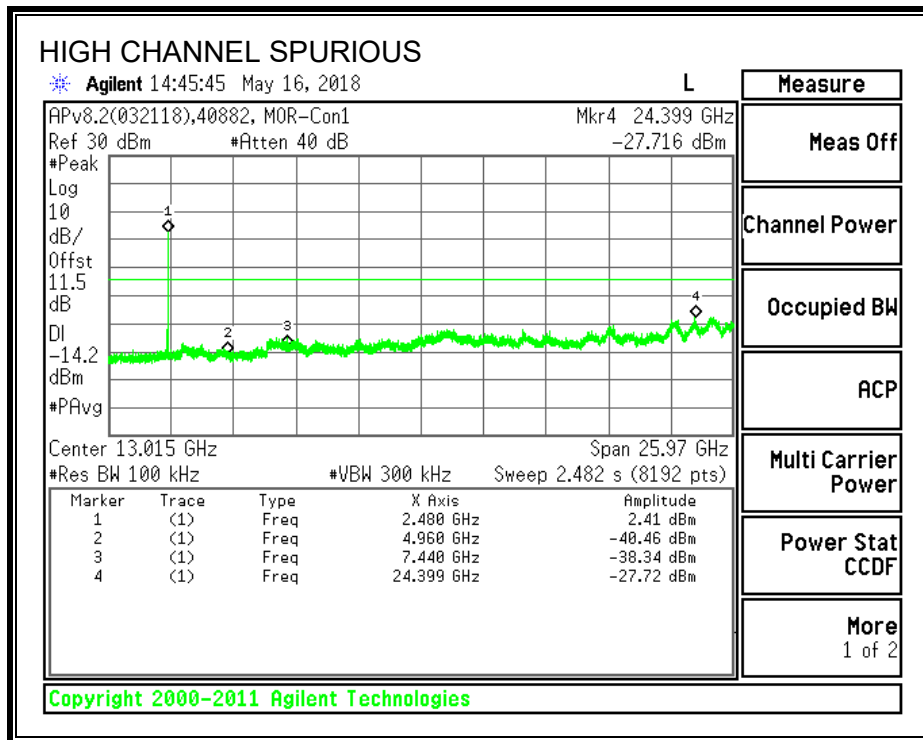 HIGH CHANNEL SPURIOUS
Agilent 14:45:45 May 16, 2018 L
Measure
APv8.2(032118),40882, MOR-Con1 Mkr4 24.399 GHz
Ref 30 dBm #Atten 40 dB -27.716 dBm
Meas Off
#Peak
Log
10
dB/
Offst
11.5
dB
DI
-14.2
dBm
#PAvg
1
2
3
4
Channel Power
Occupied BW
ACP
Center 13.015 GHz Span 25.97 GHz
#Res BW 100 kHz #VBW 300 kHz Sweep 2.482 s (8192 pts)
Multi Carrier
Power
Marker Trace Type X Axis Amplitude
1 (1) Freq 2.480 GHz 2.41 dBm
2 (1) Freq 4.960 GHz -40.46 dBm
3 (1) Freq 7.440 GHz -38.34 dBm
4 (1) Freq 24.399 GHz -27.72 dBm
Power Stat
CCDF
More
1 of 2
Copyright 2000-2011 Agilent Technologies